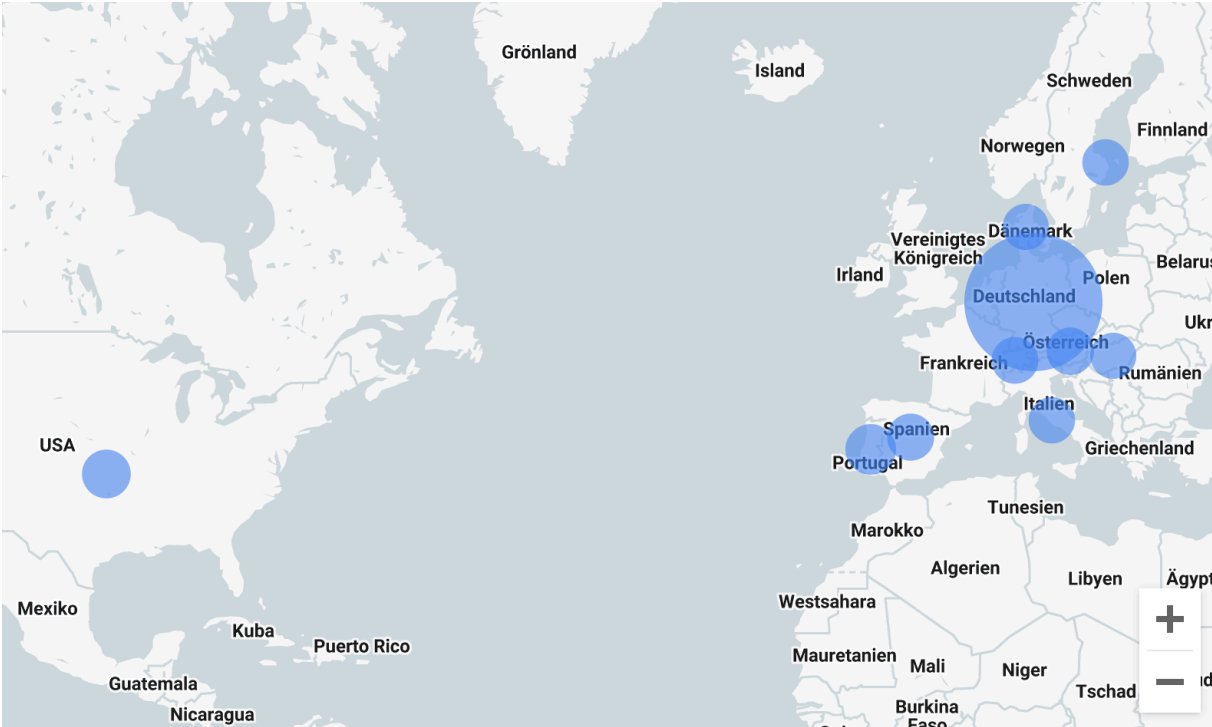 Grönland
Island
Schweden
Finnland
Norwegen
Dänemark
Vereinigtes
Königreich
Irland
Belarus
Polen
Deutschland
Ukr
Österreich
Frankreich
Rumänien
Italien
Spanien
USA
Griechenland
Portugal
Tunesien
Marokko
Algerien
Libyen
Ägypt
Westsahara
Mexiko
Kuba
Puerto Rico
Mauretanien
Mali
Niger
Guatemala
Tschad
Nicaragua
Burkina
Faso